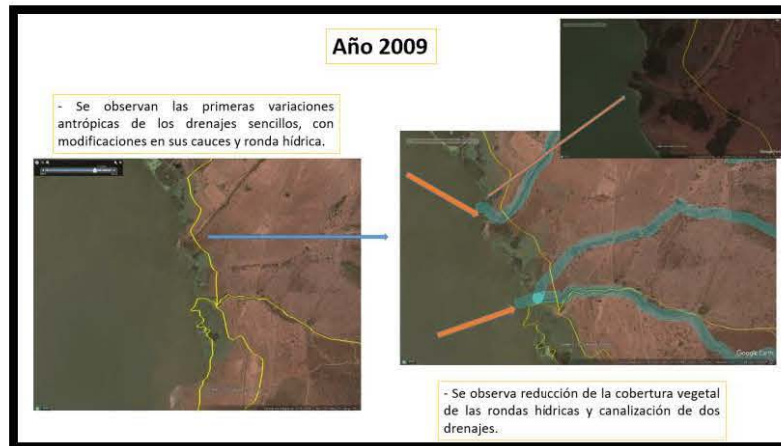 Año 2009
- Se observan las primeras variaciones
antrópicas de los drenajes sencillos, con
modificaciones en sus cauces y ronda hídrica.
Google Earth
- Se observa reducción de la cobertura vegetal
de las rondas hídricas y canalización de dos
drenajes.